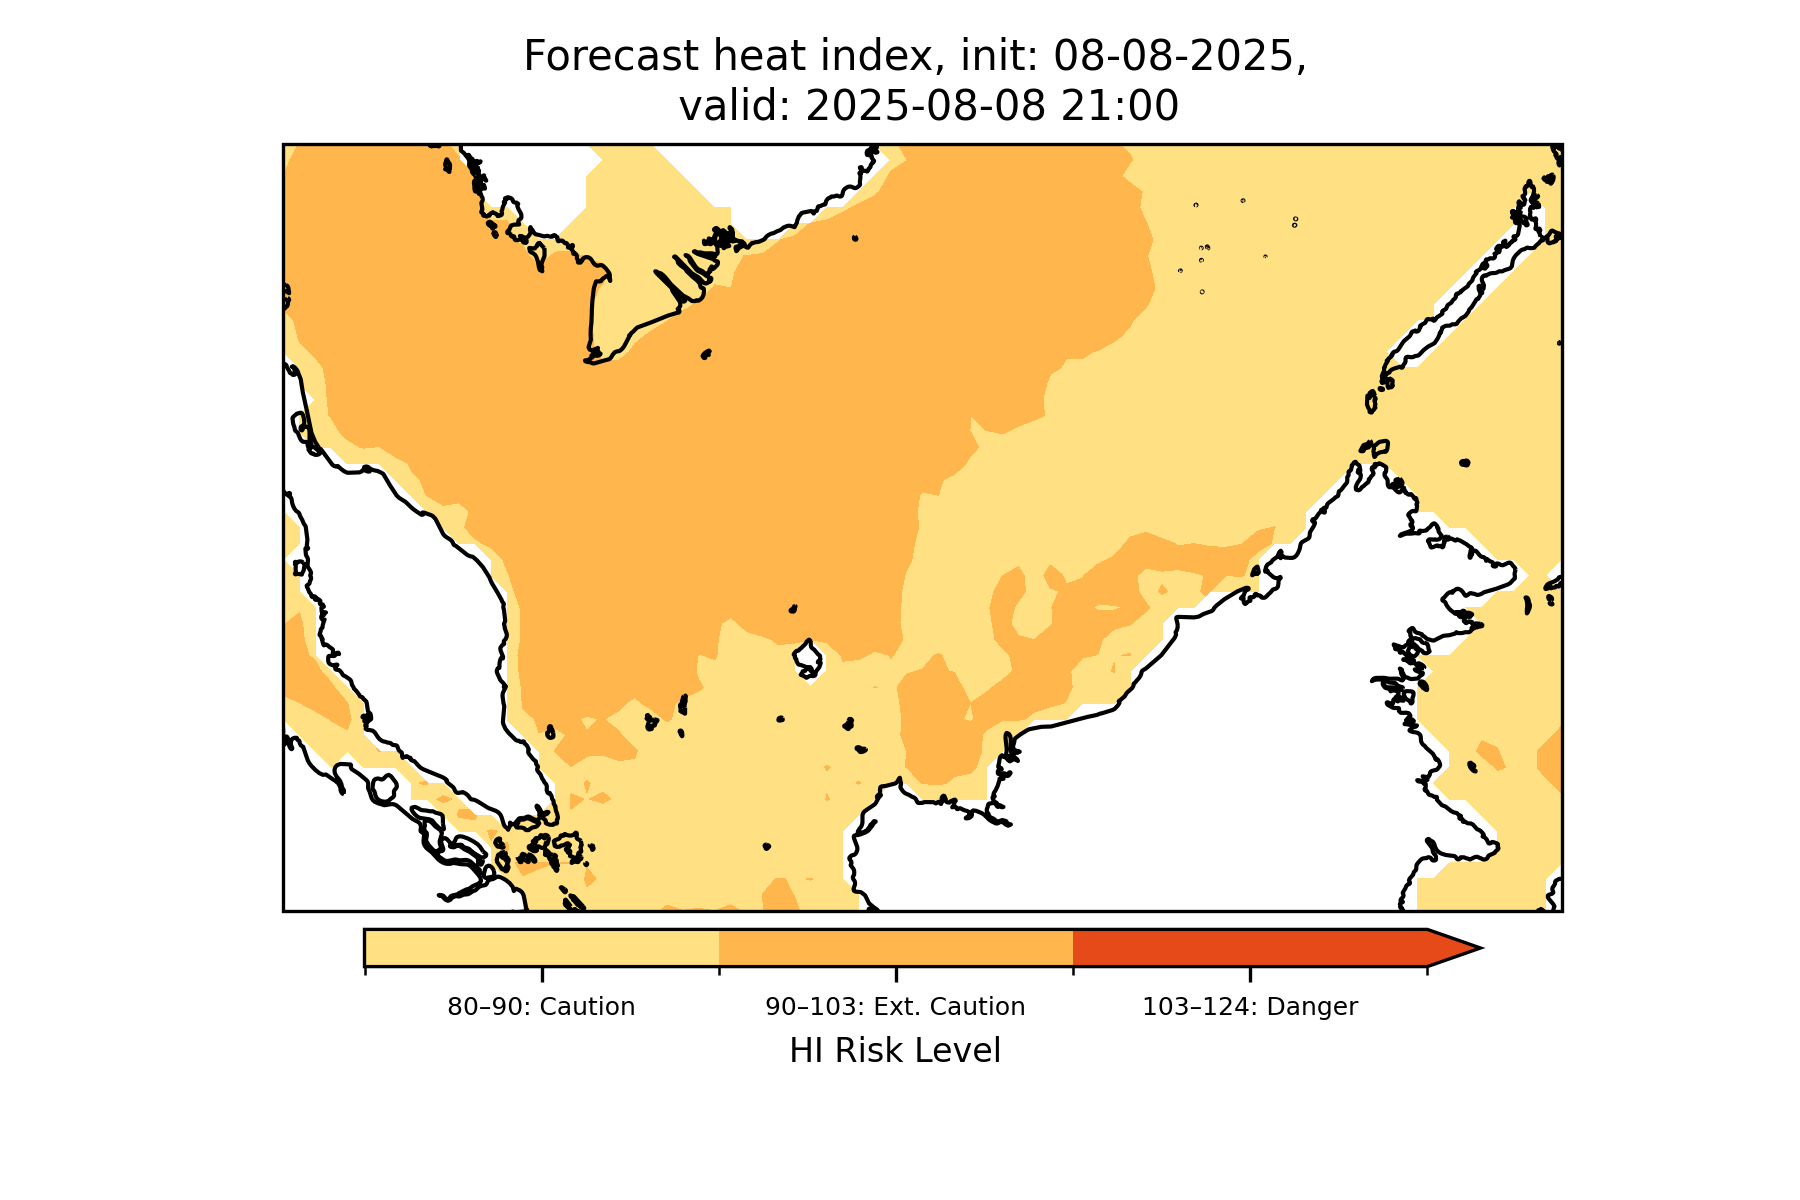 Forecast heat index, init: 08-08-2025,
valid: 2025-08-08 21:00
80–90: Caution
90–103: Ext. Caution
103–124: Danger
HI Risk Level